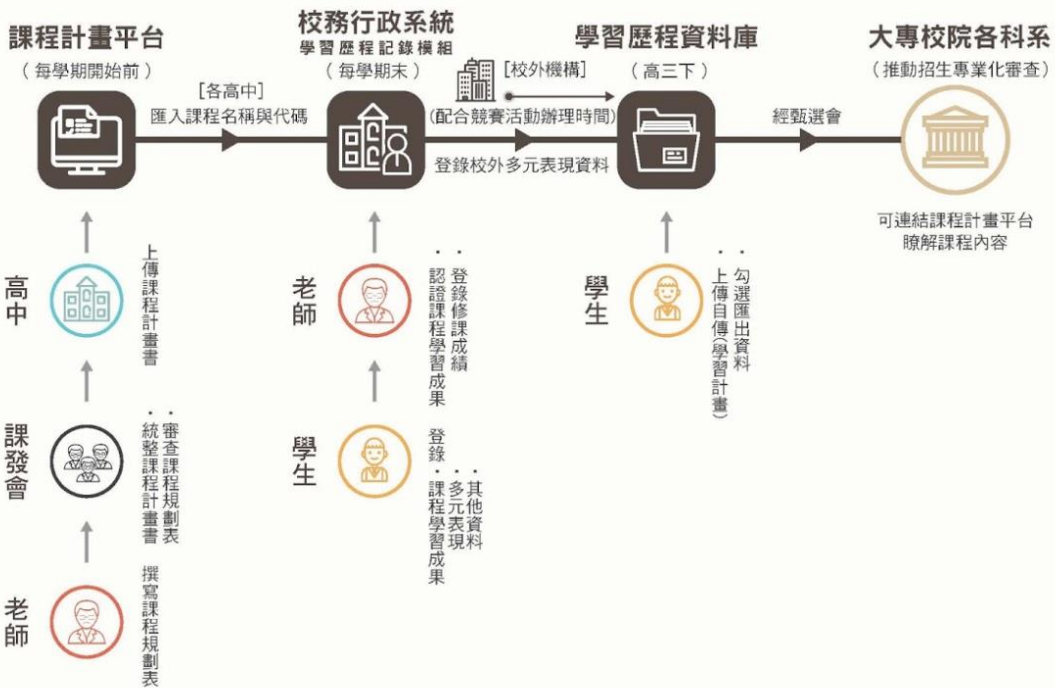 課程計畫平台
（每學期開始前）
[各高中]
匯入課程名稱與代碼
校務行政系統
學習歷程記錄模組
（每學期末）
[校外機構]
(配合競賽活動辦理時間)
登錄校外多元表現資料
學習歷程資料庫
（高三下）
經甄選會
大專校院各科系
（推動招生專業化審查）
可連結課程計畫平台
瞭解課程內容
高中
上傳課程計畫書
課發會
・審查課程規劃表
・統整課程計畫書
老師
撰寫課程規劃表
老師
・登錄修課成績
・認證課程學習成果
學生
登錄
・其他資料
・多元表現
・課程學習成果
學生
・勾選匯出資料
・上傳自傳(學習計畫)